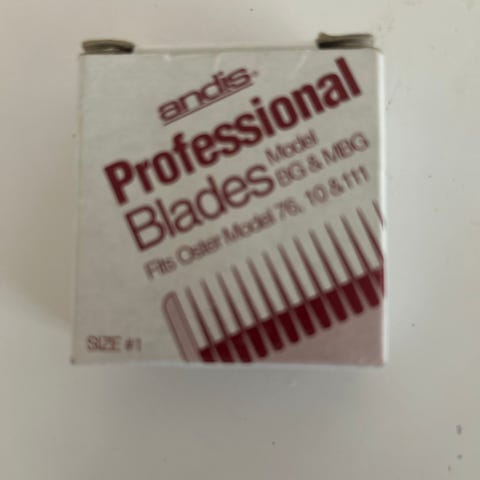 andis
Professional
Blades Model
BG & MBG
Fits Oster Model 76, 10 & 111
SIZE #1